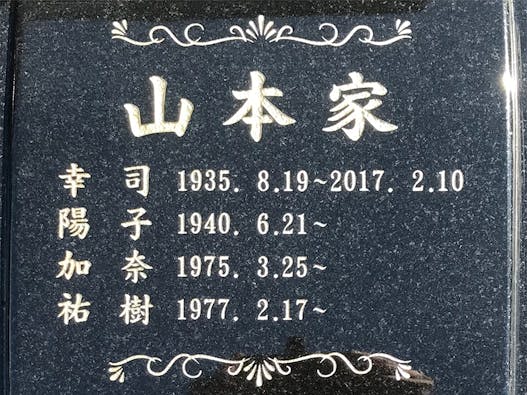 山本家
幸 司 1935. 8.19~2017. 2.10
陽 子 1940. 6.21~
加 奈 1975. 3.25~
祐 樹 1977. 2.17~